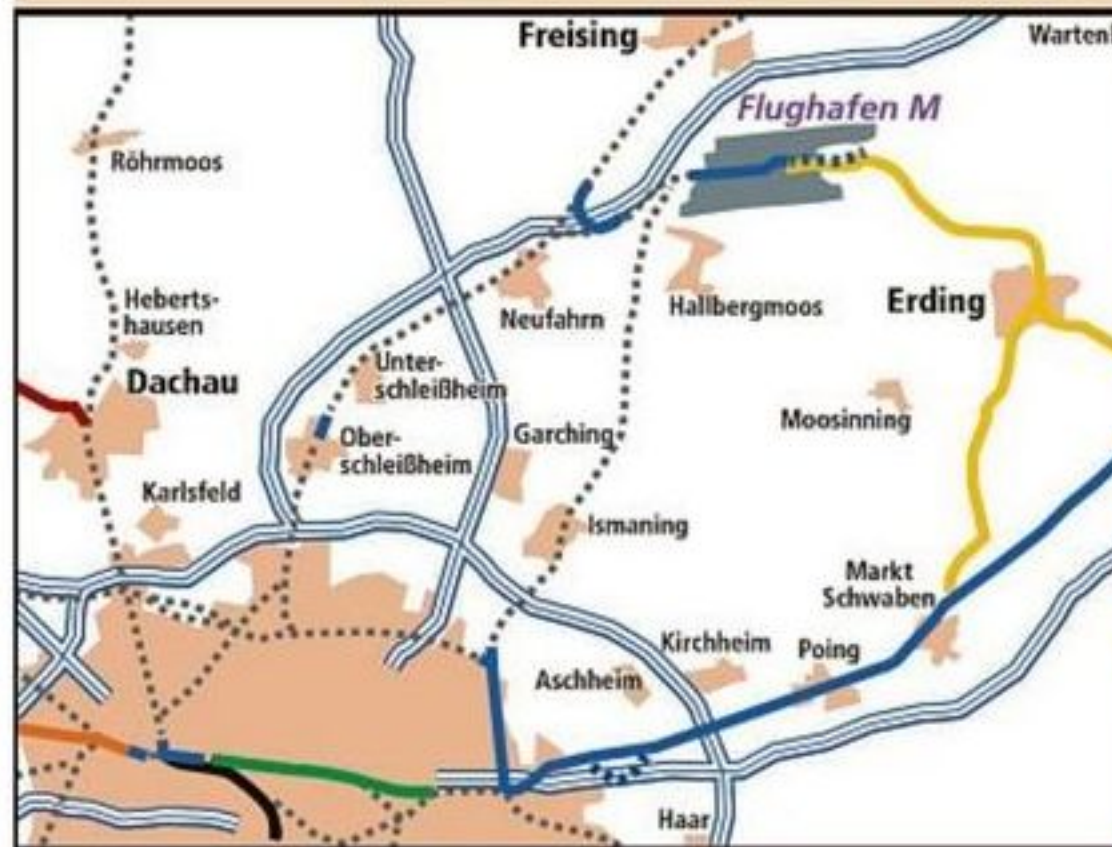 Freising
Flughafen M
Röhrmoos
Heberts-
hausen
Neufahrn
Hallbergmoos
Erding
Dachau
Unter-
schleißheim
Moosinning
Ober-
schleißheim
Garching
Karlsfeld
Ismaning
Markt
Schwaben
Kirchheim
Poing
Aschheim
Haar